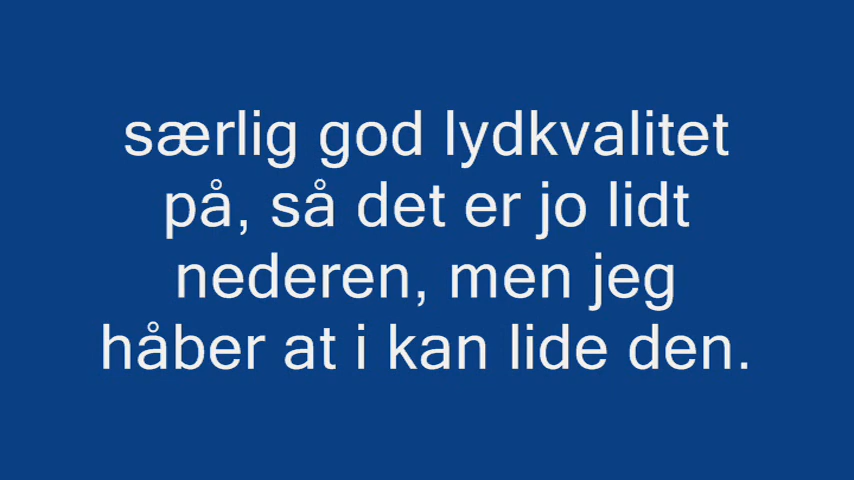 særlig god lydkvalitet
på, så det er jo lidt
nederen, men jeg
håber at i kan lide den.